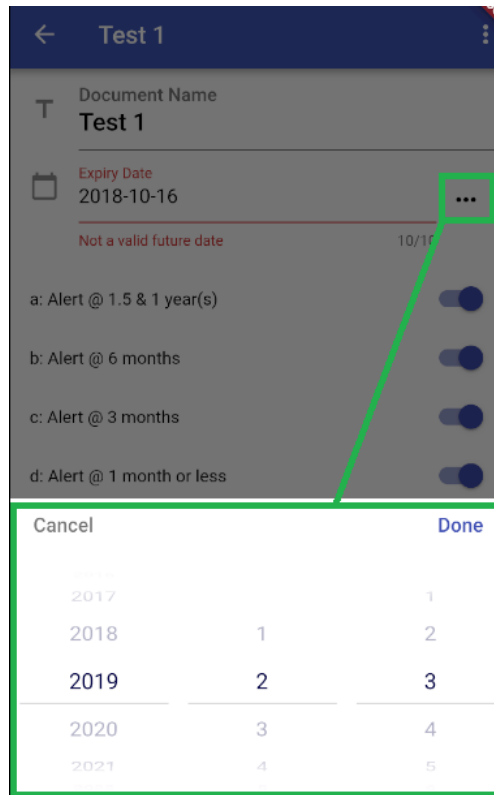 Test 1
Document Name
Test 1
Expiry Date
2018-10-16
Not a valid future date 10/10
a: Alert @ 1.5 & 1 year(s)
b: Alert @ 6 months
c: Alert @ 3 months
d: Alert @ 1 month or less
Cancel Done
2017 1
2018 1 2
2019 2 3
2020 3 4
2021 4 5